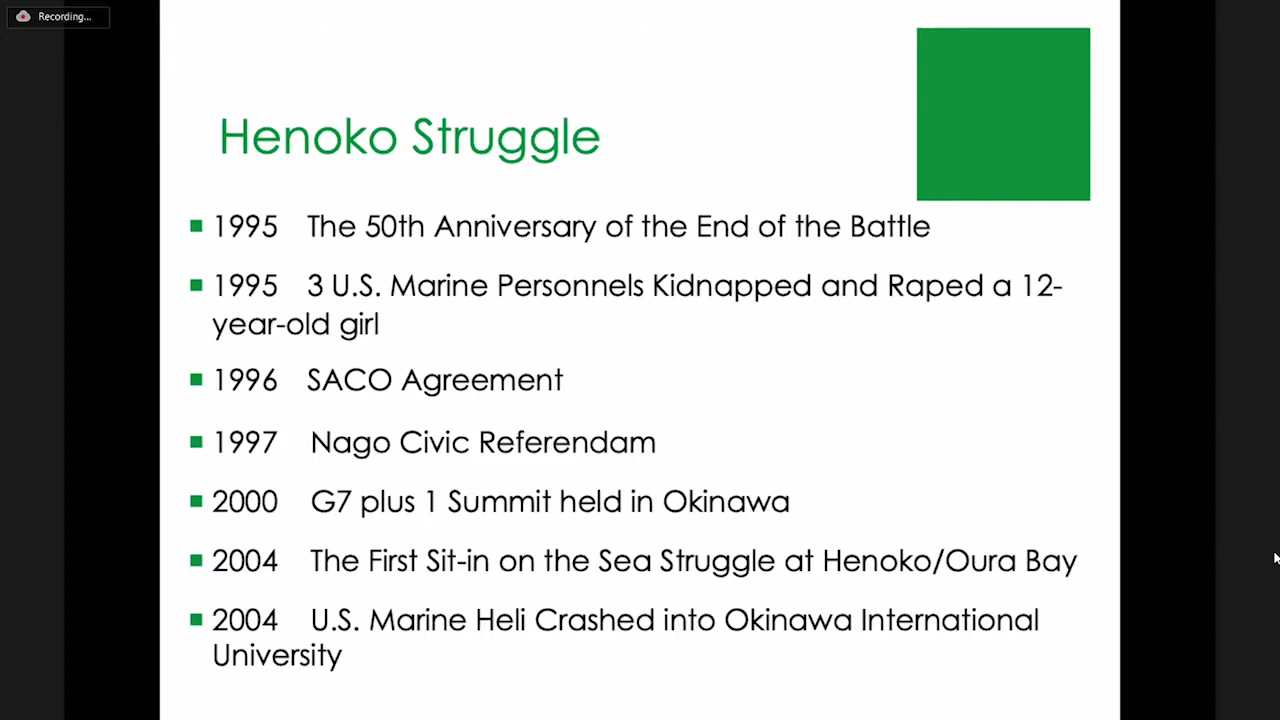 Recording...
Henoko Struggle
1995 The 50th Anniversary of the End of the Battle
1995 3 U.S. Marine Personnels Kidnapped and Raped a 12-
year-old girl
1996 SACO Agreement
1997 Nago Civic Referendam
2000 G7 plus 1 Summit held in Okinawa
2004 The First Sit-in on the Sea Struggle at Henoko/Oura Bay
2004 U.S. Marine Heli Crashed into Okinawa International
University